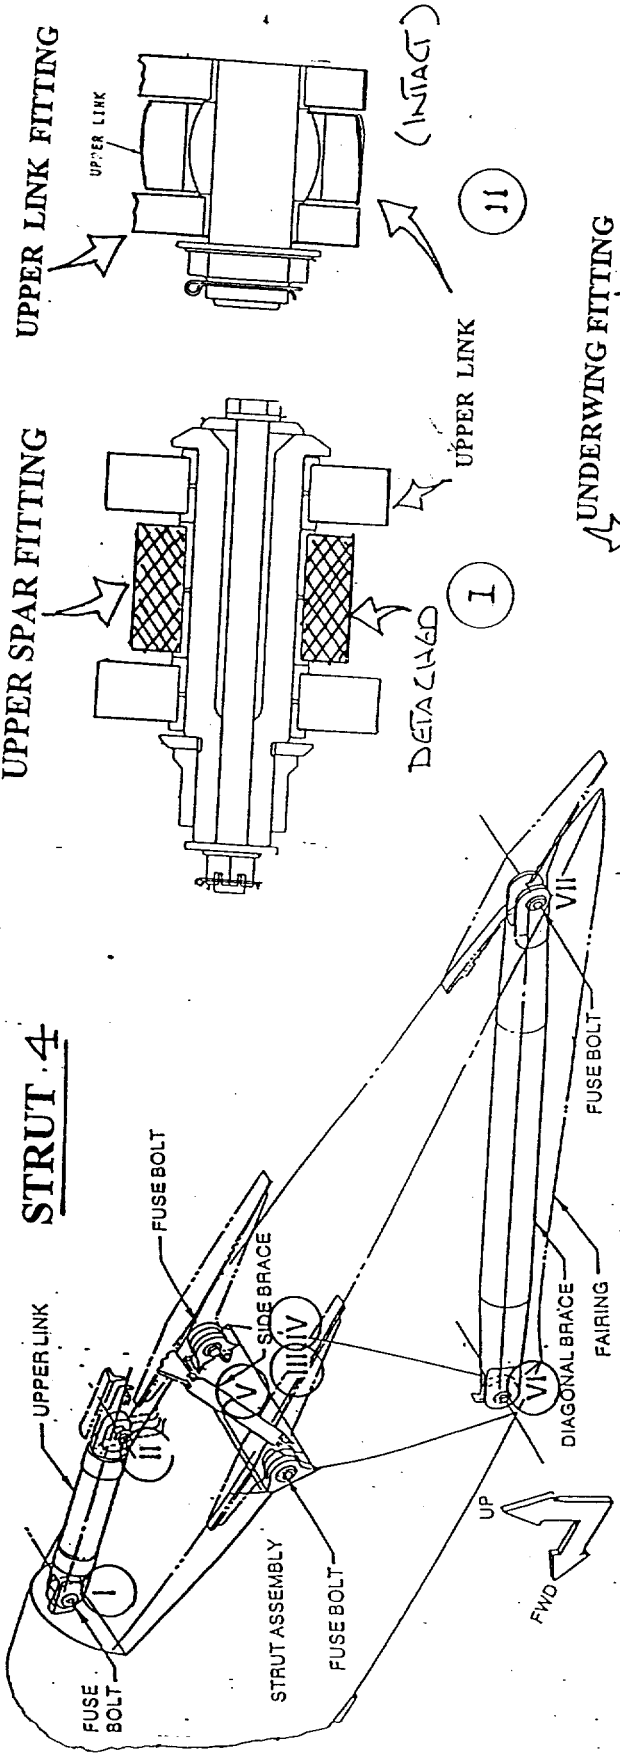 STRUT 4
UPPER SPAR FITTING
UPPER LINK FITTING
UPPER LINK
4
UPPER LINK
DETACHED
(INTACT)
I
II
UNDERWING FITTING
UPPER LINK
FUSE BOLT
SIDE BRACE
FUSE
BOLT
I
II
V
III
IV
STRUT ASSEMBLY
FUSE BOLT
VI
VII
FUSE BOLT
DIAGONAL BRACE
FAIRING
UP
FWD